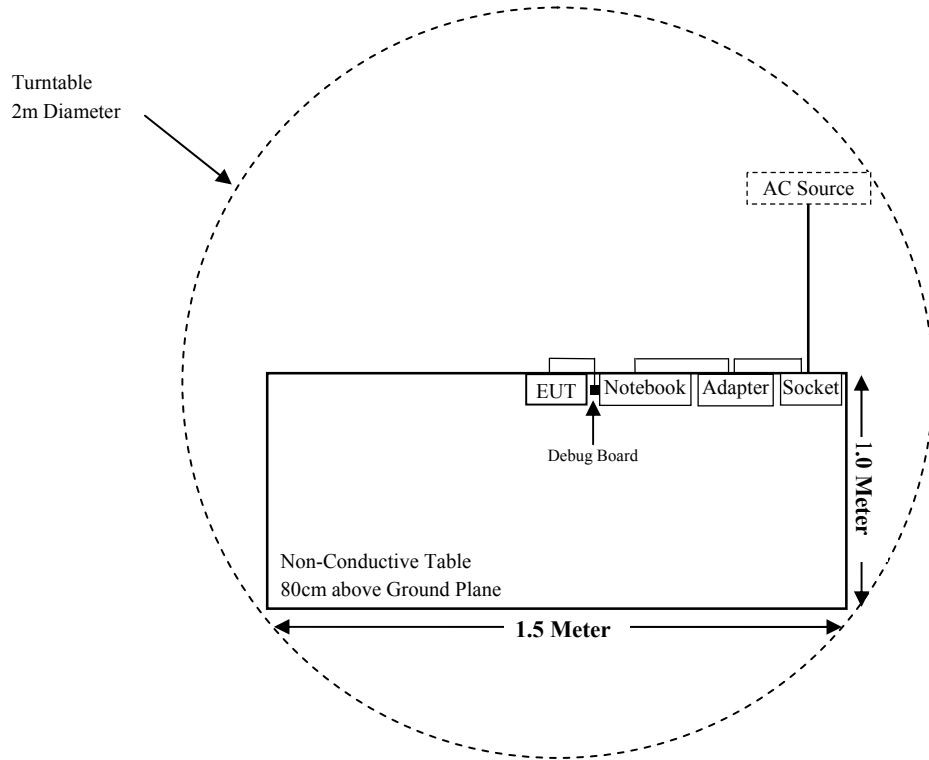 Turntable
2m Diameter
AC Source
EUT
Notebook
Adapter
Socket
Debug Board
1.0 Meter
Non-Conductive Table
80cm above Ground Plane
1.5 Meter